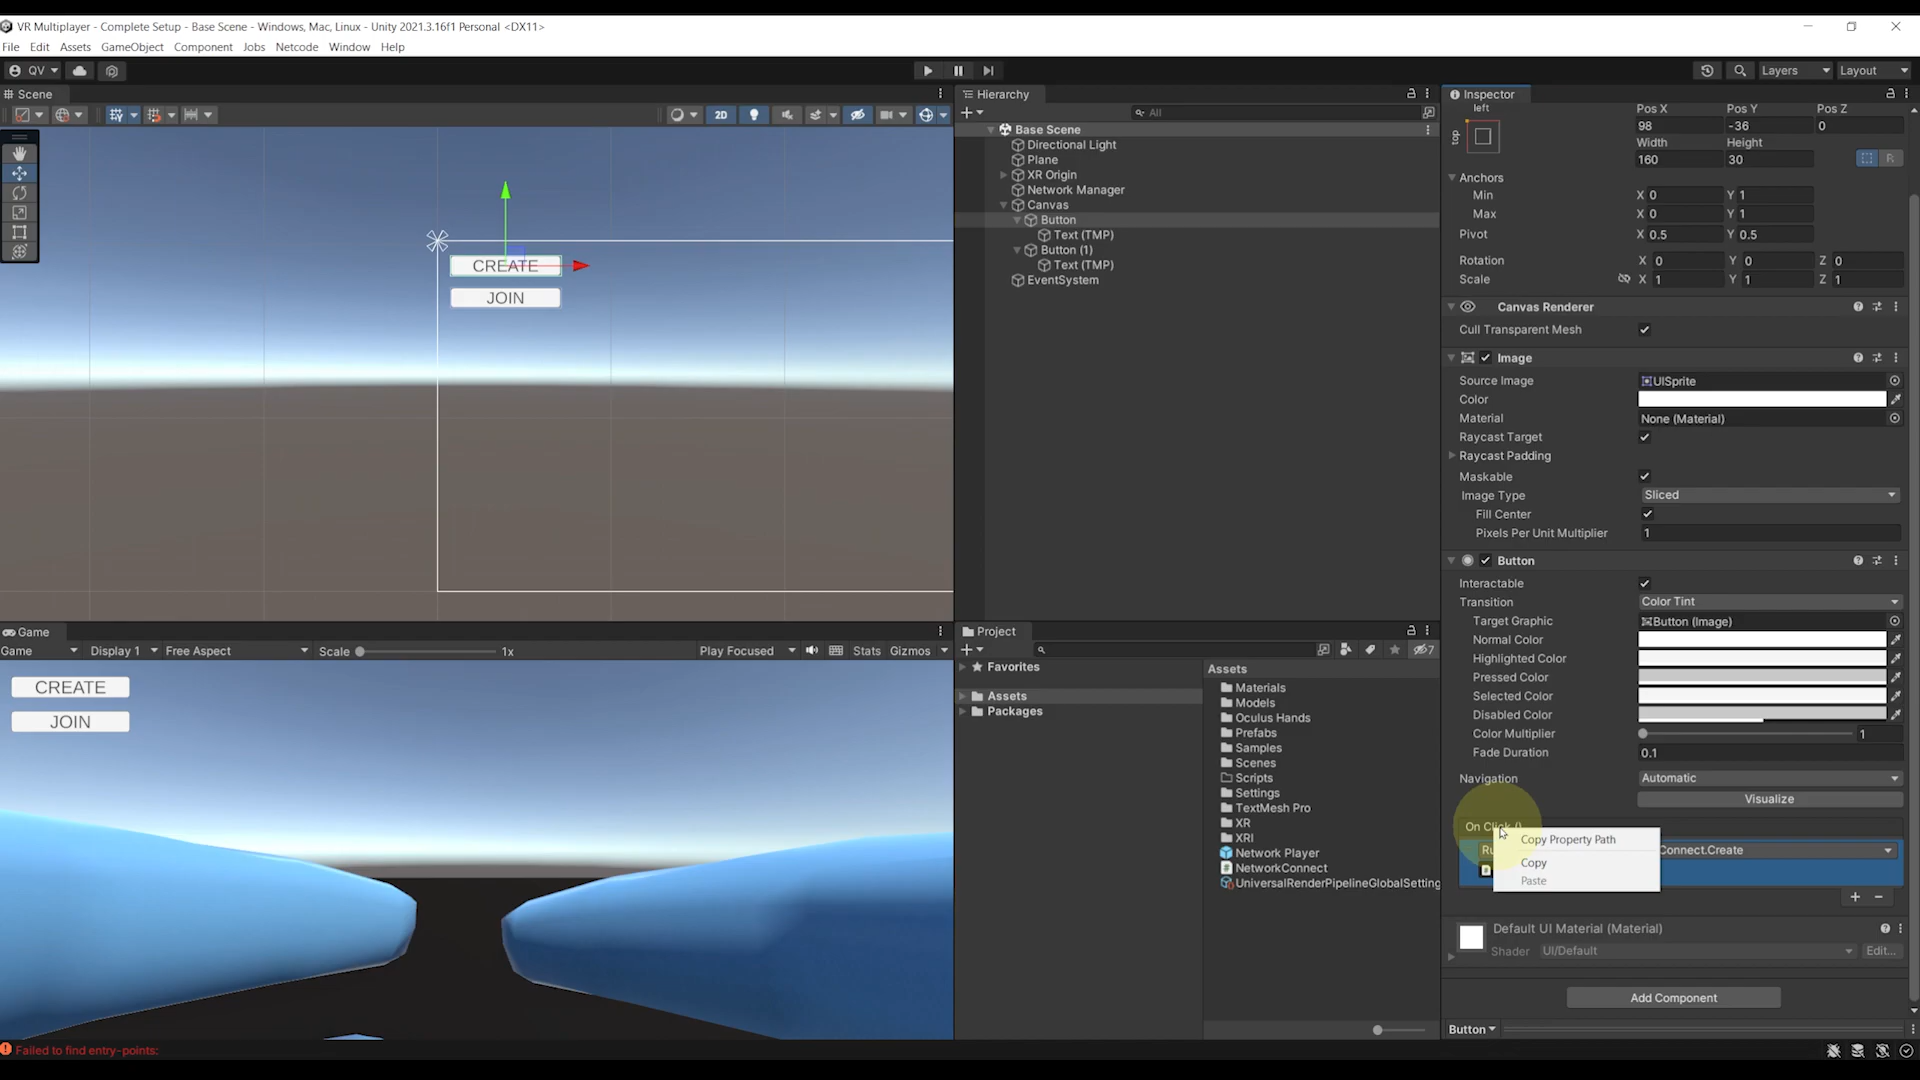 VR Multiplayer - Complete Setup - Base Scene - Windows, Mac, Linux - Unity 2021.3.16f1 Personal <DX11>
File Edit Assets GameObject Component Jobs Netcode Window Help
QV Layers Layout
Scene
2D
CREATE
JOIN
Game
Game Display 1 Free Aspect Scale 1x Play Focused Stats Gizmos
CREATE
JOIN
Failed to find entry-points:
Hierarchy
All
Base Scene
Directional Light
Plane
XR Origin
Network Manager
Canvas
Button
Text (TMP)
Button (1)
Text (TMP)
EventSystem
Project
7
Favorites
Assets
Packages
Assets
Materials
Models
Oculus Hands
Prefabs
Samples
Scenes
Scripts
Settings
TextMesh Pro
XR
XRI
Network Player
NetworkConnect
UniversalRenderPipelineGlobalSetting
Inspector
left
top
Pos X Pos Y Pos Z
98 -36 0
Width Height
160 30 R
Anchors
Min X 0 Y 1
Max X 0 Y 1
Pivot X 0.5 Y 0.5
Rotation X 0 Y 0 Z 0
Scale X 1 Y 1 Z 1
Canvas Renderer
Cull Transparent Mesh
Image
Source Image UISprite
Color
Material None (Material)
Raycast Target
Raycast Padding
Maskable
Image Type Sliced
Fill Center
Pixels Per Unit Multiplier 1
Button
Interactable
Transition Color Tint
Target Graphic Button (Image)
Normal Color
Highlighted Color
Pressed Color
Selected Color
Disabled Color
Color Multiplier 1
Fade Duration 0.1
Navigation Automatic
Visualize
On Click ()
Copy Property Path
Ru Connect.Create
Copy
Paste
Default UI Material (Material)
Shader UI/Default Edit...
Add Component
Button